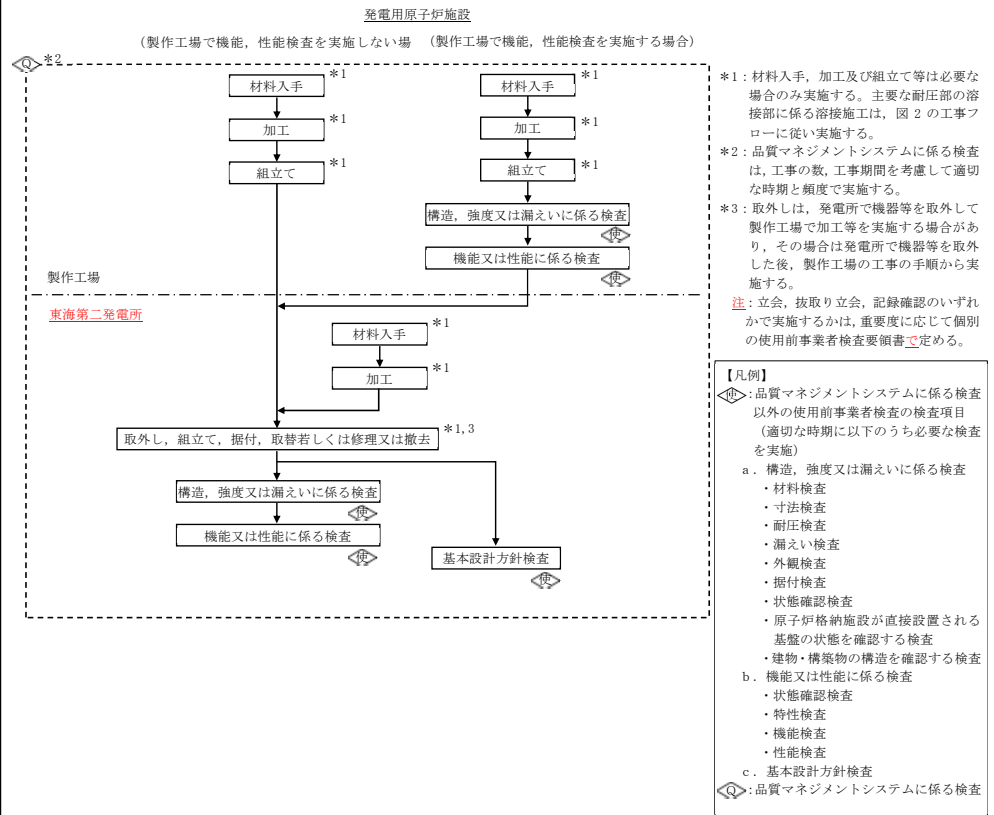 発電用原子炉施設
(製作工場で機能,性能検査を実施しない場 (製作工場で機能,性能検査を実施する場合)
Q *2
材料入手 *1
加工 *1
組立て *1
材料入手 *1
加工 *1
組立て *1
構造,強度又は漏えいに係る検査
使
機能又は性能に係る検査
使
製作工場
東海第二発電所
材料入手 *1
加工 *1
取外し,組立て,据付,取替若しくは修理又は撤去 *1,3
構造,強度又は漏えいに係る検査
使
機能又は性能に係る検査
使
基本設計方針検査
使
*1:材料入手,加工及び組立て等は必要な
場合のみ実施する。主要な耐圧部の溶
接部に係る溶接施工は,図 2 の工事フ
ローに従い実施する。
*2:品質マネジメントシステムに係る検査
は,工事の数,工事期間を考慮して適切
な時期と頻度で実施する。
*3:取外しは,発電所で機器等を取外して
製作工場で加工等を実施する場合があ
り,その場合は発電所で機器等を取外
した後,製作工場の工事の手順から実
施する。
注:立会,抜取り立会,記録確認のいずれ
かで実施するかは,重要度に応じて個別
の使用前事業者検査要領書で定める。
【凡例】
使:品質マネジメントシステムに係る検査
以外の使用前事業者検査の検査項目
(適切な時期に以下のうち必要な検査
を実施)
a.構造,強度又は漏えいに係る検査
・材料検査
・寸法検査
・耐圧検査
・漏えい検査
・外観検査
・据付検査
・状態確認検査
・原子炉格納施設が直接設置される
基盤の状態を確認する検査
・建物・構築物の構造を確認する検査
b.機能又は性能に係る検査
・状態確認検査
・特性検査
・機能検査
・性能検査
c.基本設計方針検査
Q:品質マネジメントシステムに係る検査